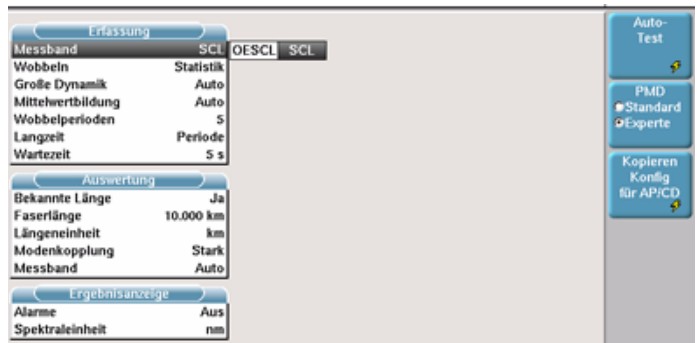 Erfassung
Messband SCL OESCL SCL
Wobbeln Statistik
Große Dynamik Auto
Mittelwertbildung Auto
Wobbelperioden 5
Langzeit Periode
Wartezeit 5 s
Auswertung
Bekannte Länge Ja
Faserlänge 10.000 km
Längeneinheit km
Modenkopplung Stark
Messband Auto
Ergebnisanzeige
Alarme Aus
Spektraleinheit nm
Auto-
Test
PMD
Standard
Experte
Kopieren
Konfig
für AP/CD